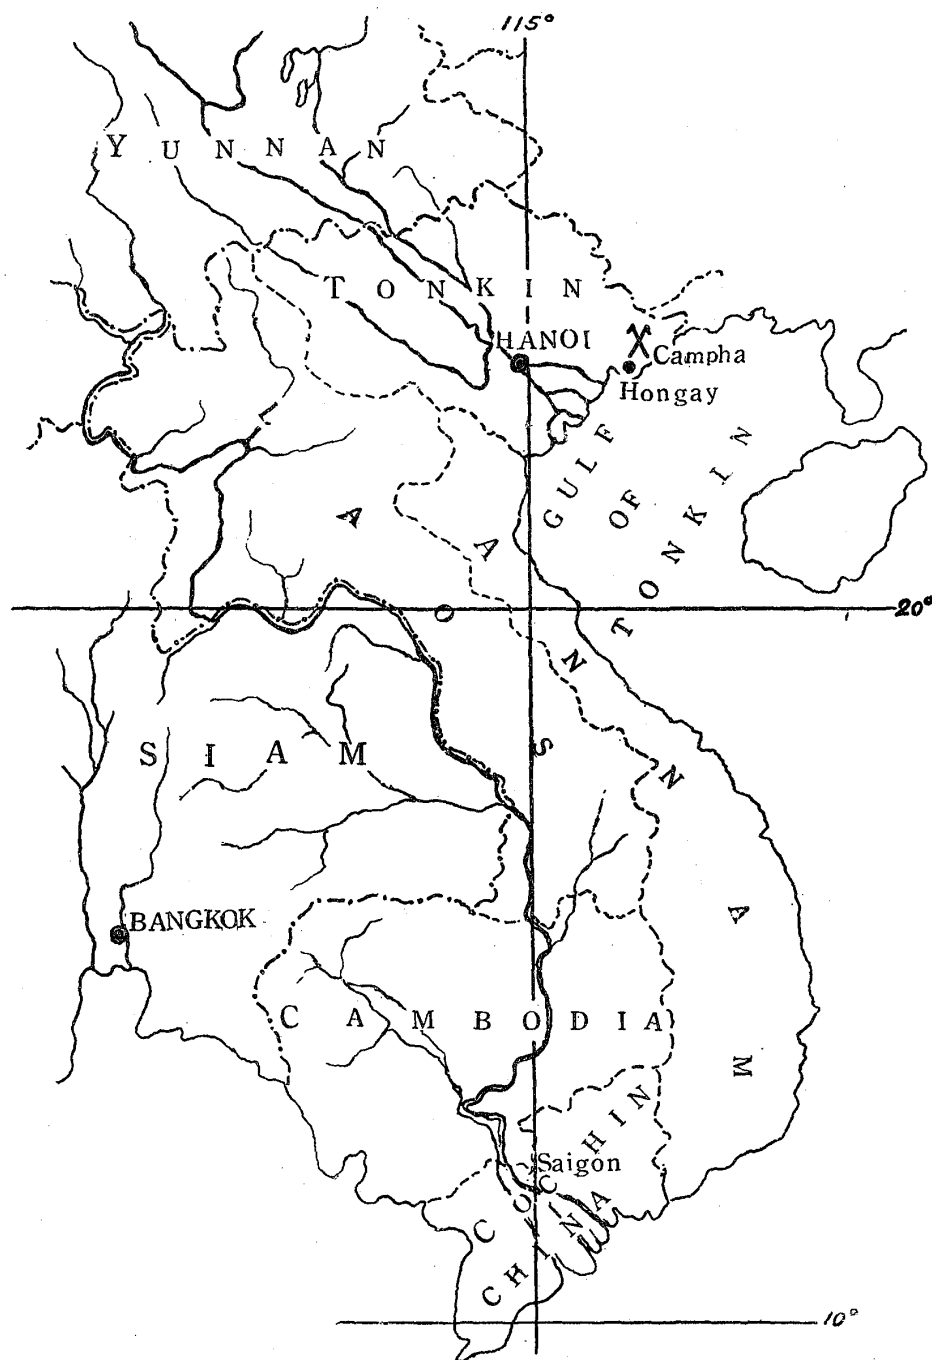 115°
YUNNAN
TONKIN
HANOI
Campha
Hongay
GULF
OF
TONKIN
LAOS
20°
ANNAM
SIAM
BANGKOK
CAMBODIA
Saigon
COCHIN
CHINA
10°